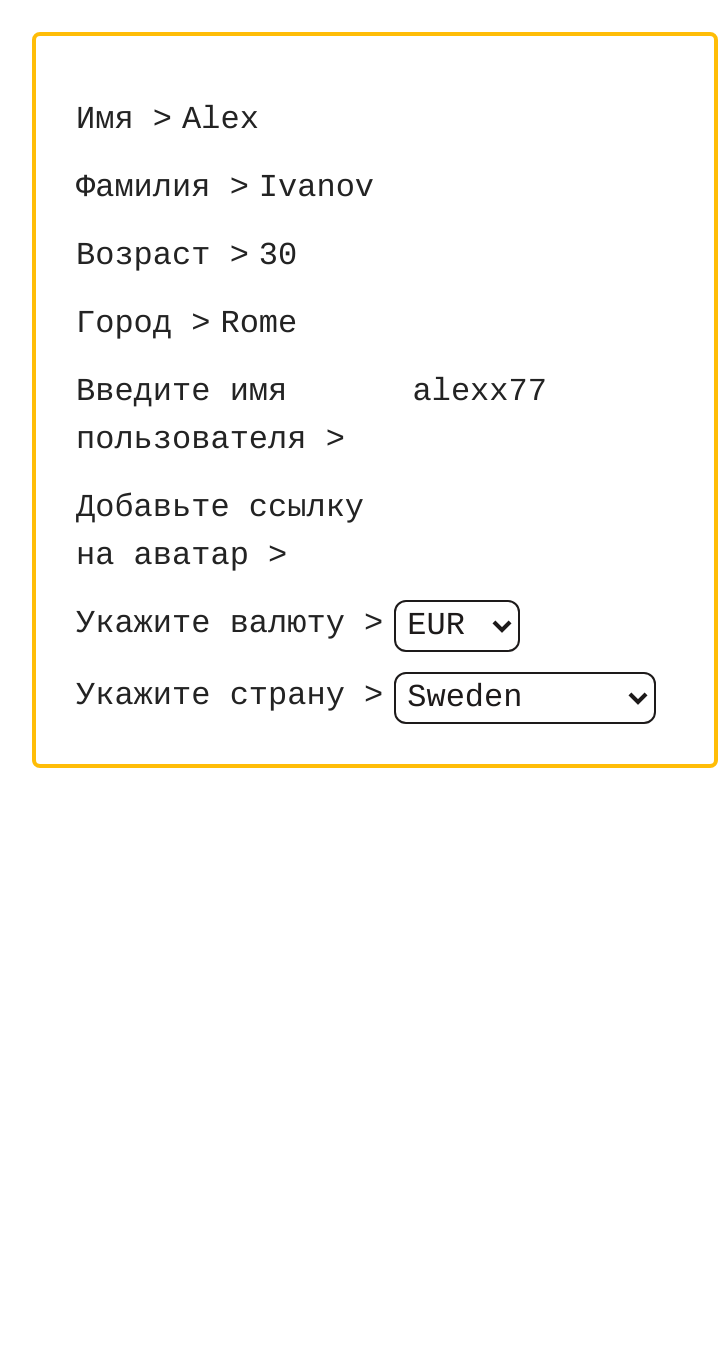 Имя > Alex
Фамилия > Ivanov
Возраст > 30
Город > Rome
Введите имя alexx77
пользователя >
Добавьте ссылку
на аватар >
Укажите валюту > EUR
Укажите страну > Sweden